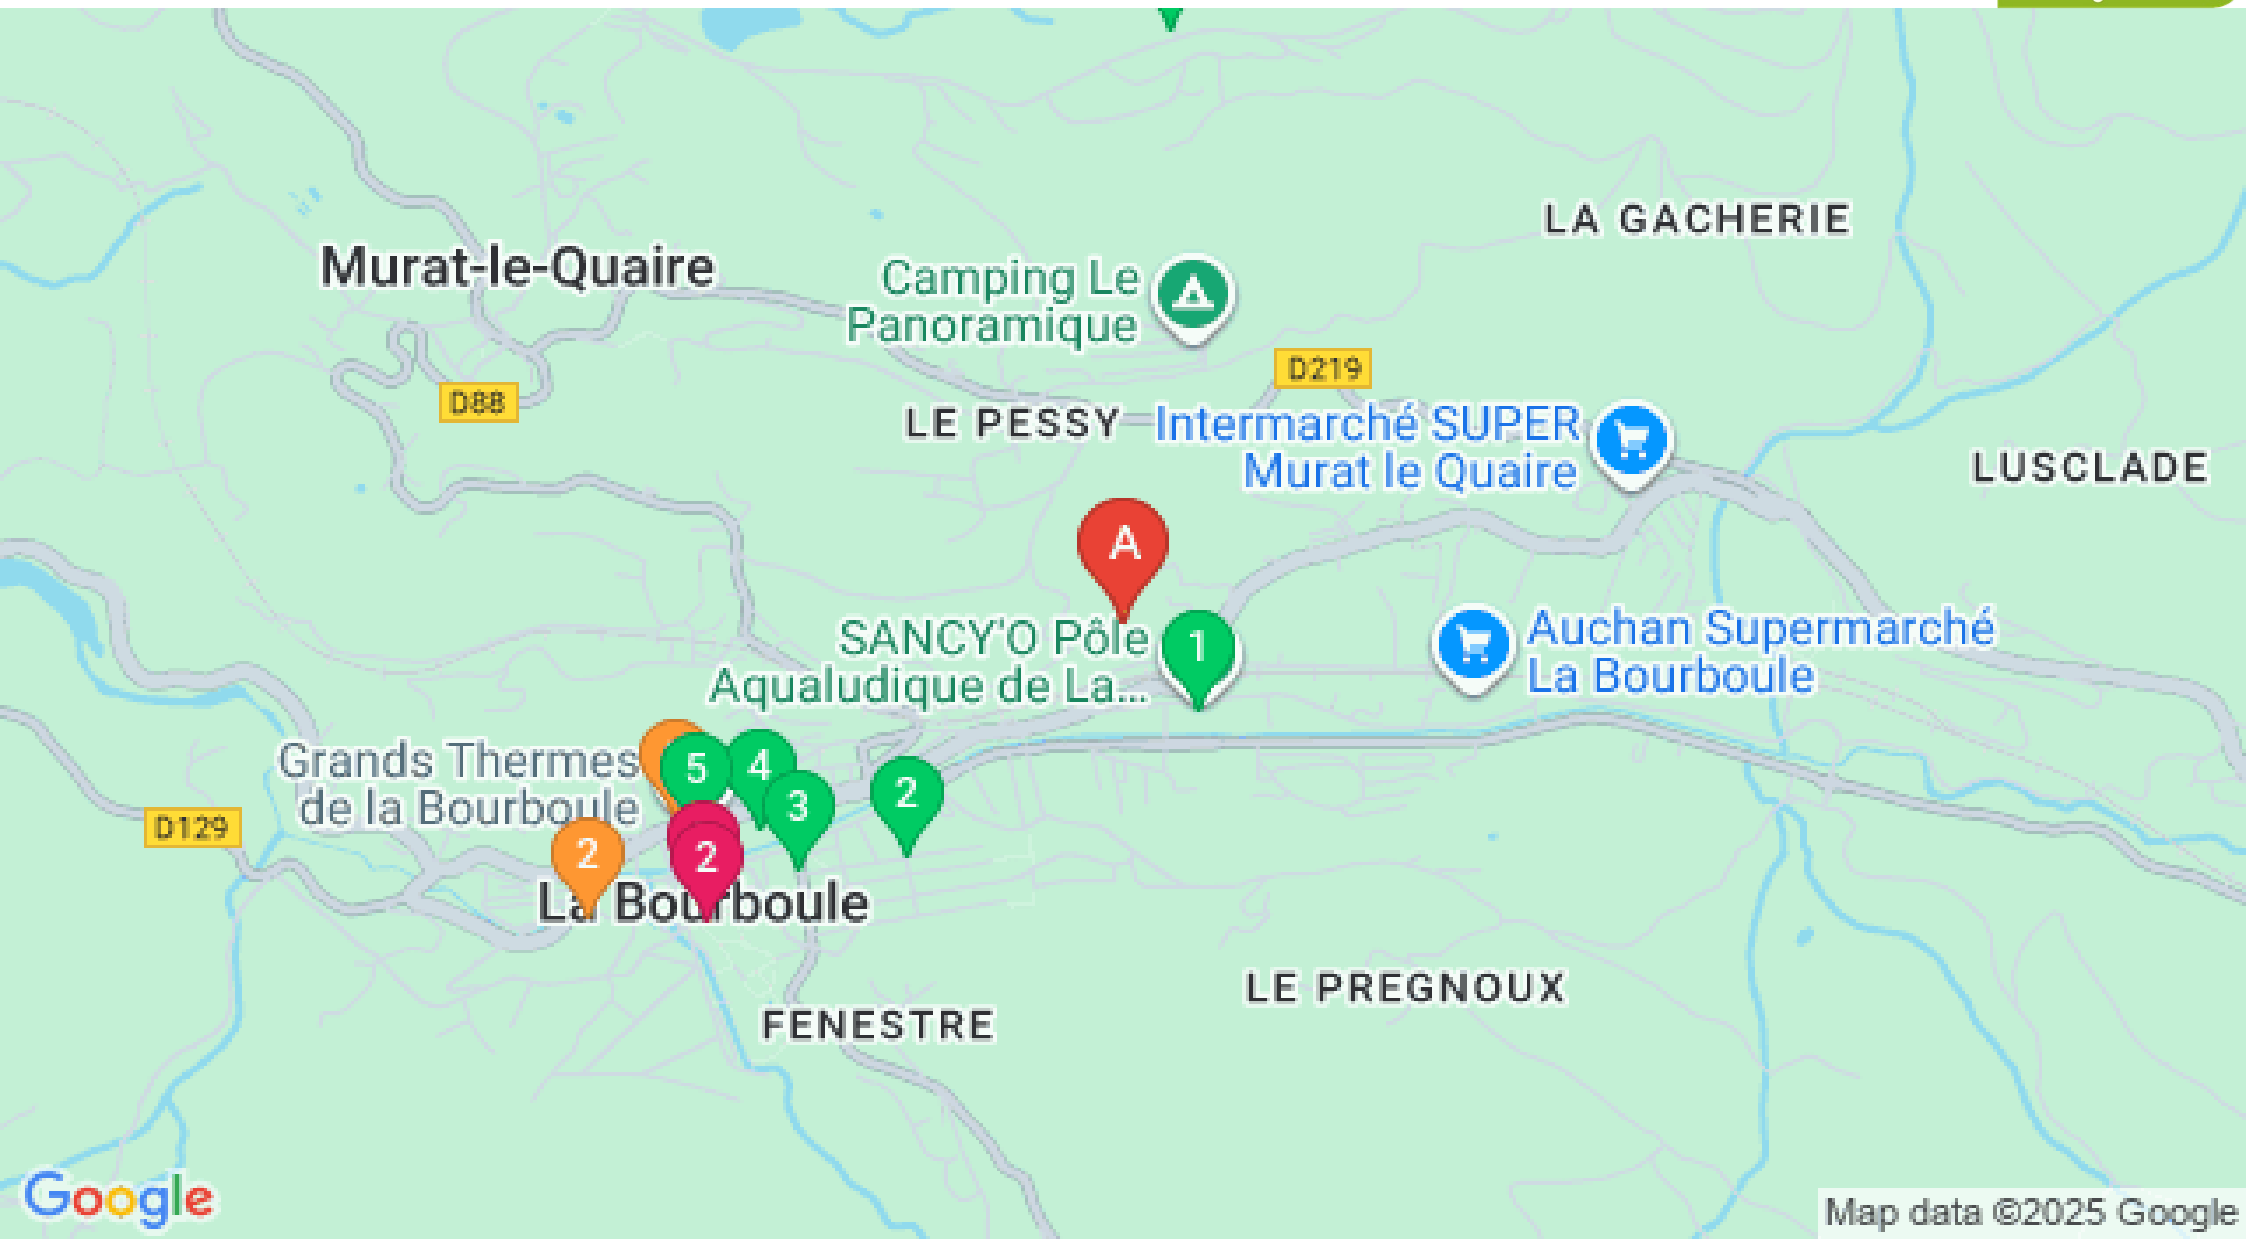 LA GACHERIE
Murat-le-Quaire
Camping Le
Panoramique
D219
D88
LE PESSY
Intermarché SUPER
Murat le Quaire
LUSCLADE
A
SANCY'O Pôle
Aqualudique de La...
1
Auchan Supermarché
La Bourboule
Grands Thermes
de la Bourboule
5
4
3
2
D129
2
2
La Bourboule
LE PREGNOUX
FENESTRE
Google
Map data ©2025 Google